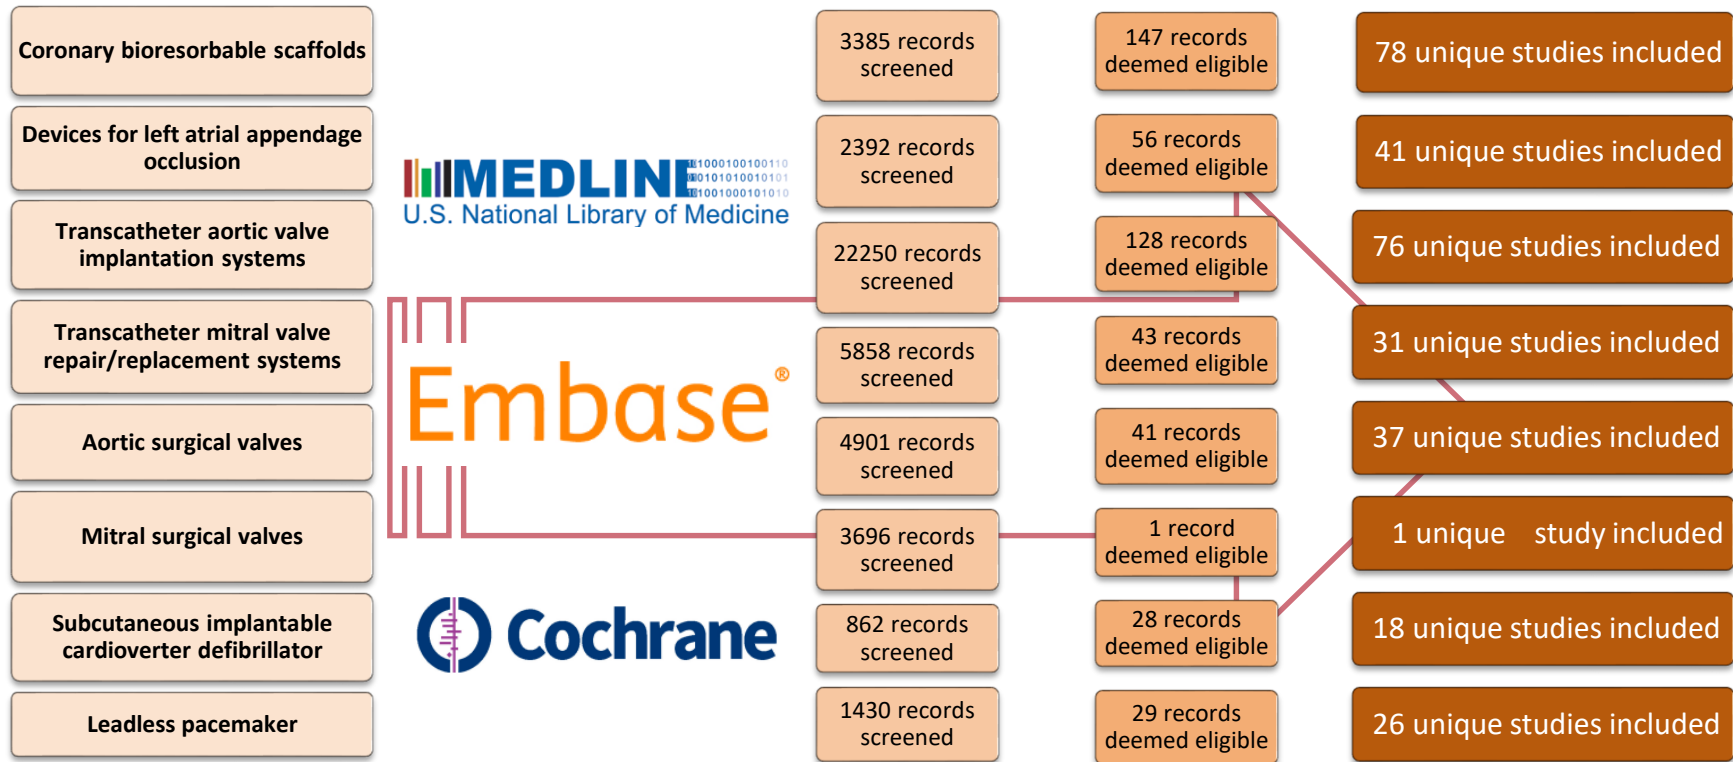 Coronary bioresorbable scaffolds
3385 records
screened
147 records
deemed eligible
78 unique studies included
Devices for left atrial appendage
occlusion
2392 records
screened
56 records
deemed eligible
41 unique studies included
MEDLINE
U.S. National Library of Medicine
Transcatheter aortic valve
implantation systems
22250 records
screened
128 records
deemed eligible
76 unique studies included
Transcatheter mitral valve
repair/replacement systems
5858 records
screened
43 records
deemed eligible
31 unique studies included
Embase®
Aortic surgical valves
4901 records
screened
41 records
deemed eligible
37 unique studies included
Mitral surgical valves
3696 records
screened
1 record
deemed eligible
1 unique study included
Subcutaneous implantable
cardioverter defibrillator
Cochrane
862 records
screened
28 records
deemed eligible
18 unique studies included
Leadless pacemaker
1430 records
screened
29 records
deemed eligible
26 unique studies included